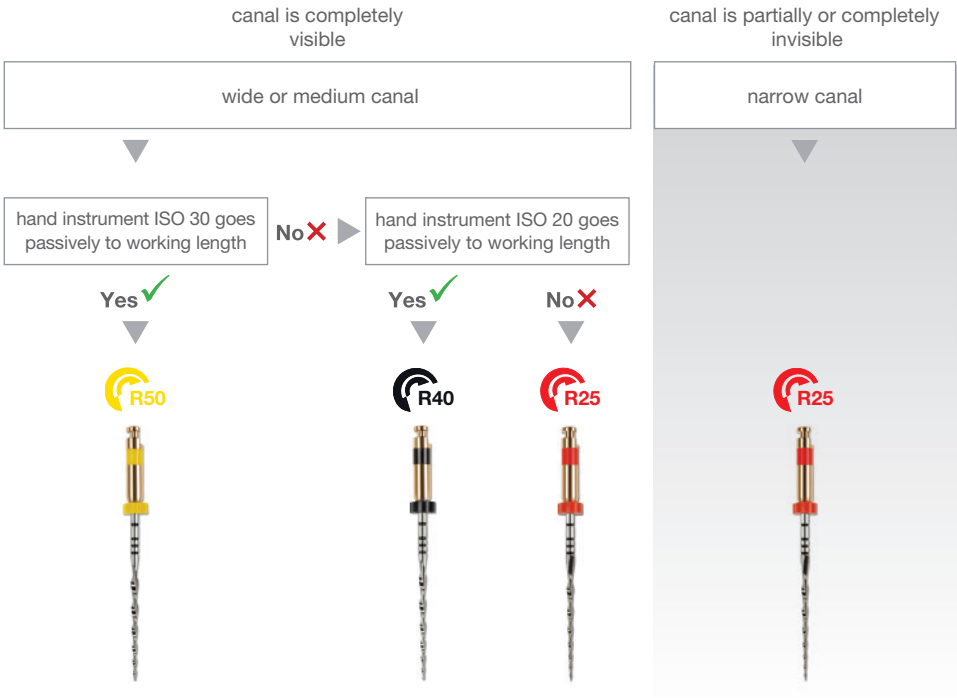 canal is completely
visible
canal is partially or completely
invisible
wide or medium canal
narrow canal
hand instrument ISO 30 goes
passively to working length
No
hand instrument ISO 20 goes
passively to working length
Yes
Yes
No
R50
R40
R25
R25